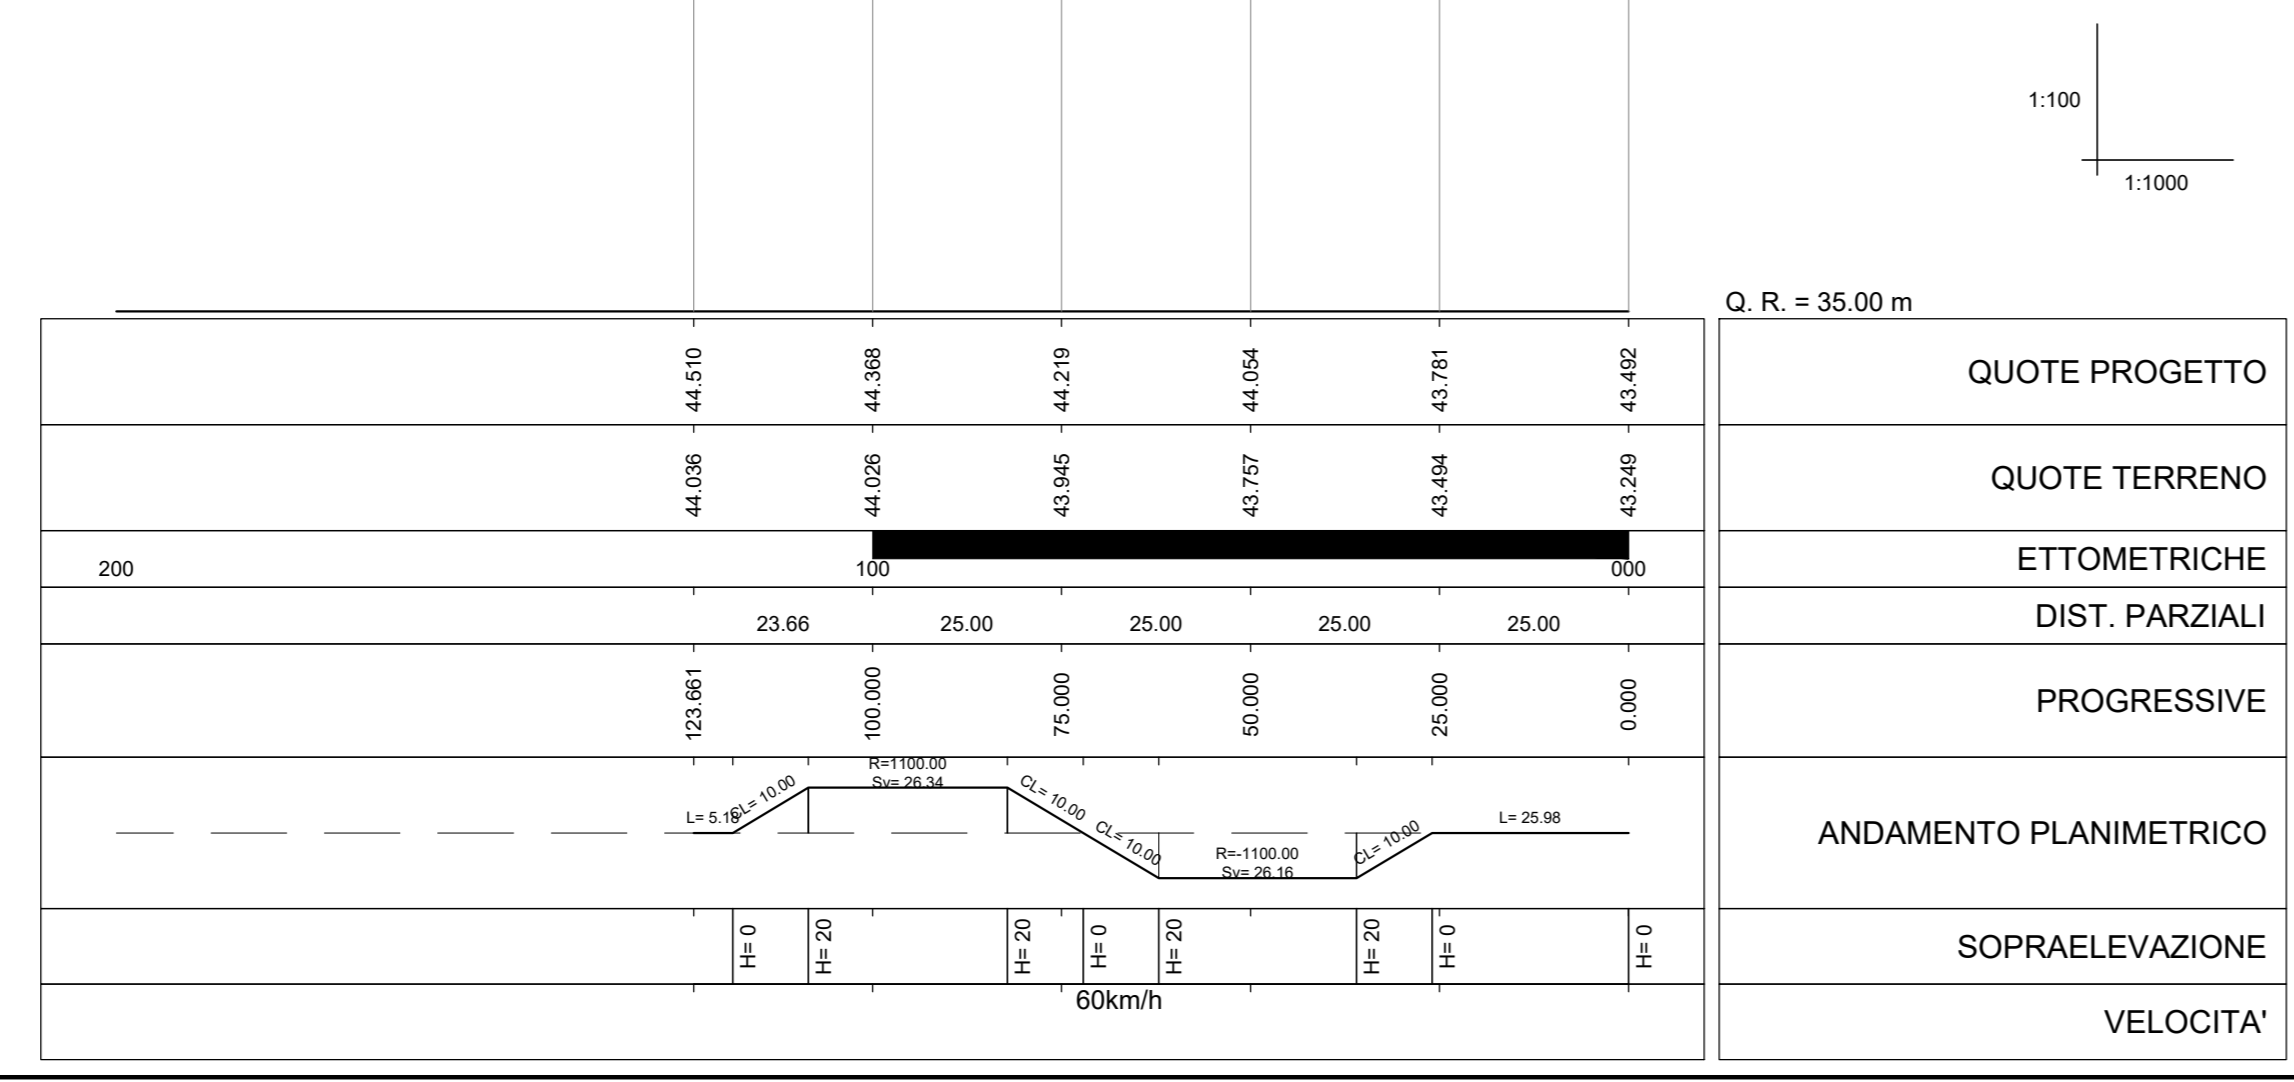 1:100
1:1000
Q. R. = 35.00 m
44.510 44.368 44.219 44.054 43.781 43.492 QUOTE PROGETTO
44.036 44.026 43.945 43.757 43.494 43.249 QUOTE TERRENO
200 100 000 ETTOMETRICHE
23.66 25.00 25.00 25.00 25.00 DIST. PARZIALI
123.661 100.000 75.000 50.000 25.000 0.000 PROGRESSIVE
L= 5.18
CL= 10.00
R=1100.00
Sv= 26.34
CL= 10.00
CL= 10.00
R=-1100.00
Sv= 26.16
CL= 10.00
L= 25.98
ANDAMENTO PLANIMETRICO
H= 0 H= 20 H= 20 H= 0 H= 20 H= 20 H= 0 H= 0 SOPRAELEVAZIONE
60km/h
VELOCITA'